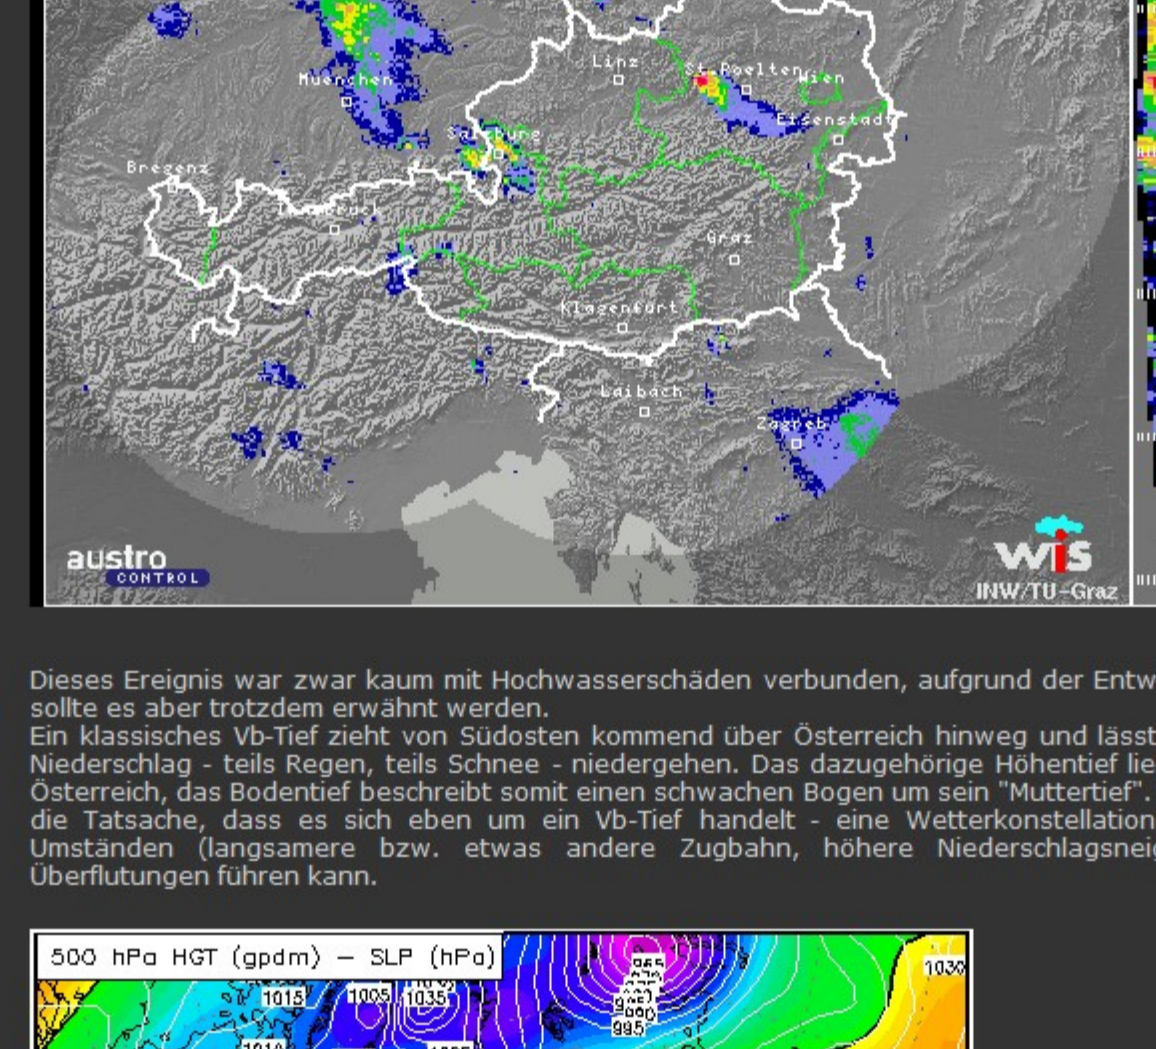 Linz
St.Poelten
Wien
Muenchen
Eisenstadt
Salzburg
Bregenz
Innsbruck
Graz
Klagenfurt
Laibach
Zagreb
austro
CONTROL
wis
INW/TU-Graz
Dieses Ereignis war zwar kaum mit Hochwasserschäden verbunden, aufgrund der Entw
sollte es aber trotzdem erwähnt werden.
Ein klassisches Vb-Tief zieht von Südosten kommend über Österreich hinweg und lässt
Niederschlag - teils Regen, teils Schnee - niedergehen. Das dazugehörige Höhentief lie
Österreich, das Bodentief beschreibt somit einen schwachen Bogen um sein "Muttertief".
die Tatsache, dass es sich eben um ein Vb-Tief handelt - eine Wetterkonstellation
Umständen (langsamere bzw. etwas andere Zugbahn, höhere Niederschlagsneig
Überflutungen führen kann.
500 hPa HGT (gpdm) – SLP (hPa)
965
1030
1015
1005
1035
995